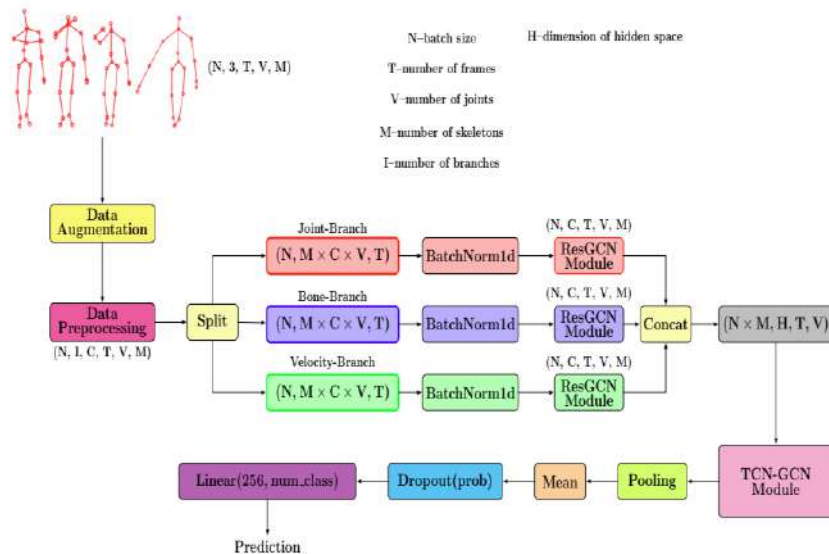 (N, 3, T, V, M)
N–batch size
H–dimension of hidden space
T–number of frames
V–number of joints
M–number of skeletons
I–number of branches
Data
Augmentation
Data
Preprocessing
(N, I, C, T, V, M)
Split
Joint-Branch
(N, M × C × V, T)
BatchNorm1d
(N, C, T, V, M)
ResGCN
Module
Bone-Branch
(N, M × C × V, T)
BatchNorm1d
(N, C, T, V, M)
ResGCN
Module
Velocity-Branch
(N, M × C × V, T)
BatchNorm1d
(N, C, T, V, M)
ResGCN
Module
Concat
(N × M, H, T, V)
TCN-GCN
Module
Pooling
Mean
Dropout(prob)
Linear(256, num_class)
Prediction